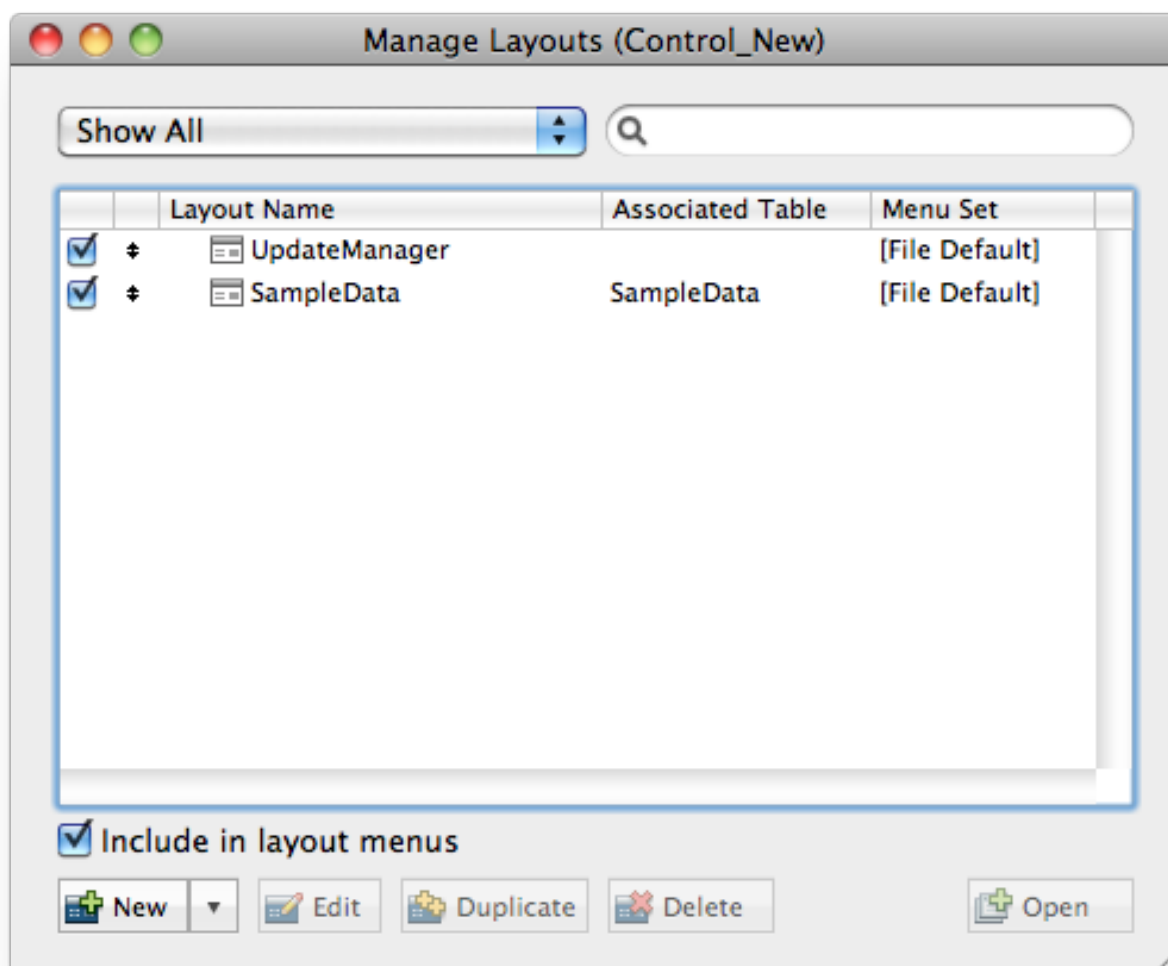 Manage Layouts (Control_New)
Show All
Layout Name Associated Table Menu Set
UpdateManager [File Default]
SampleData SampleData [File Default]
Include in layout menus
New Edit Duplicate Delete Open